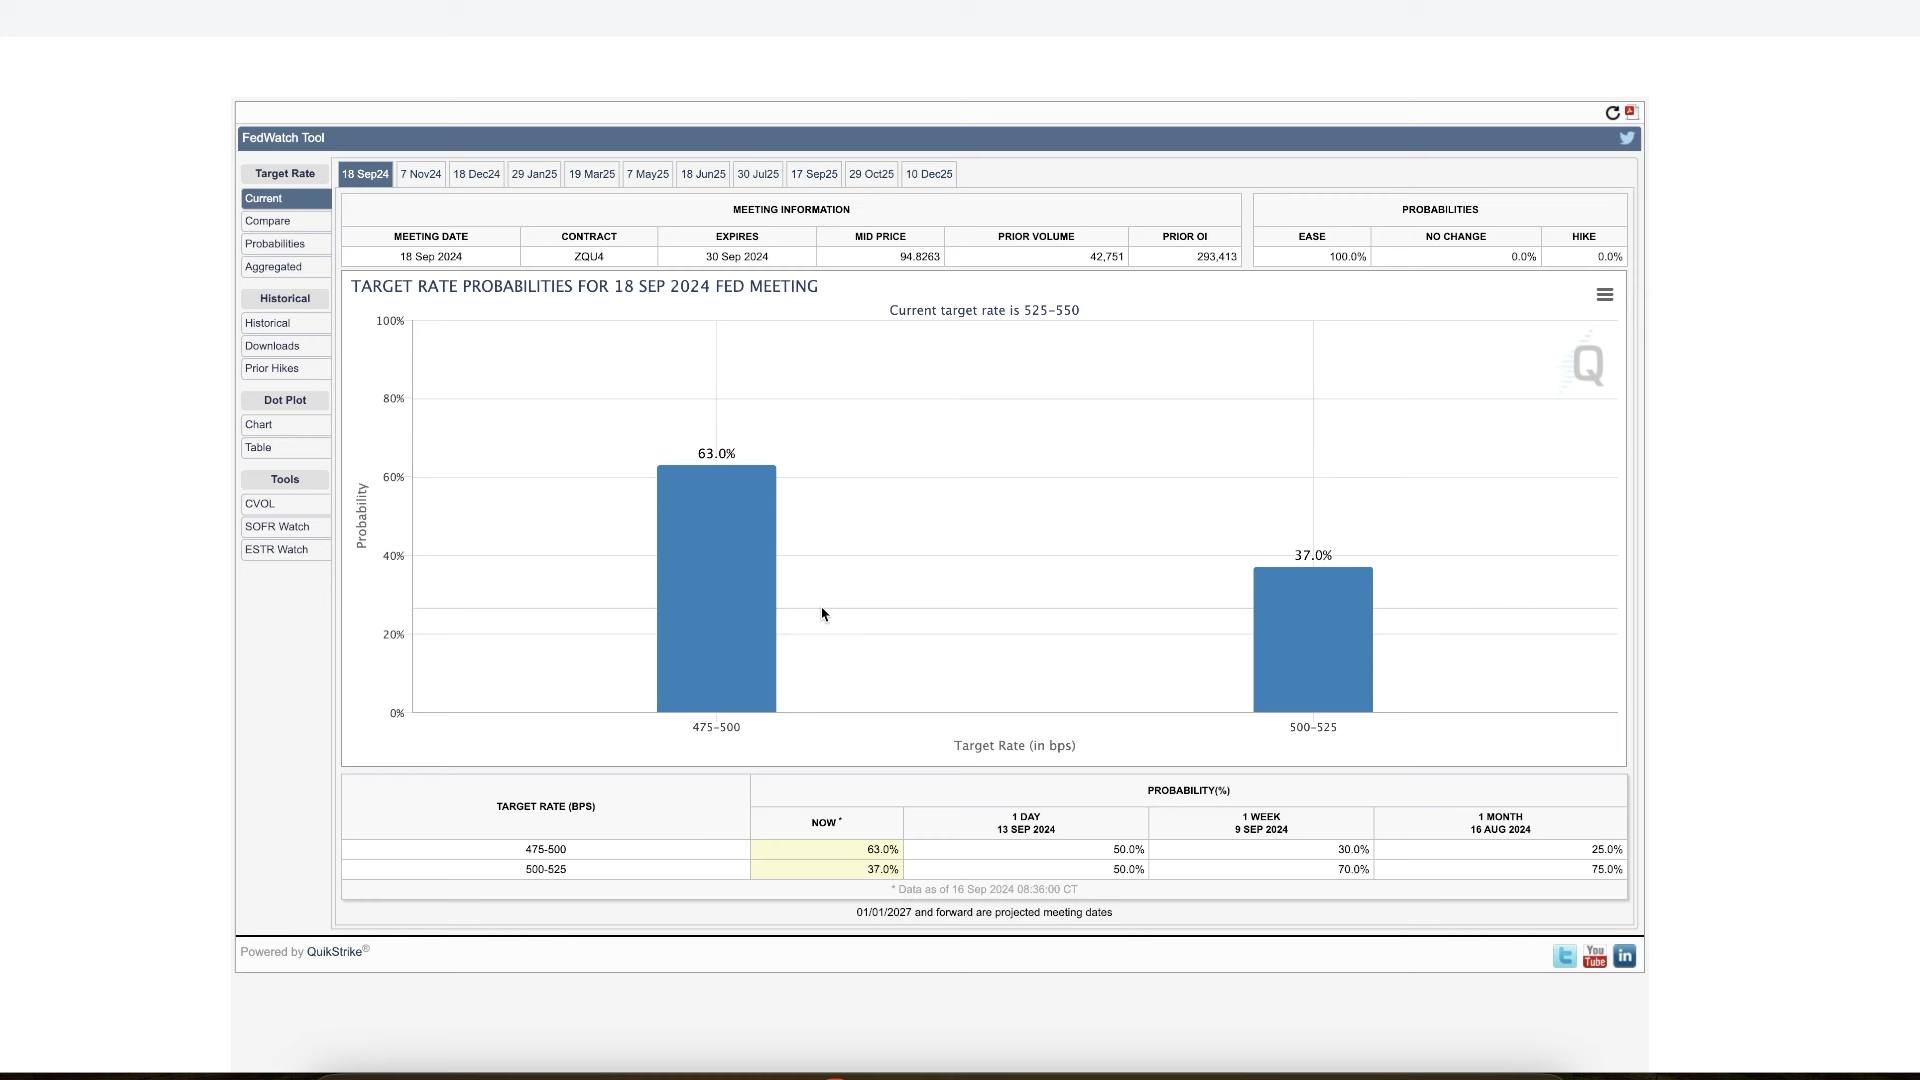 FedWatch Tool
Target Rate
Current
Compare
Probabilities
Aggregated
Historical
Historical
Downloads
Prior Hikes
Dot Plot
Chart
Table
Tools
CVOL
SOFR Watch
ESTR Watch
18 Sep24 7 Nov24 18 Dec24 29 Jan25 19 Mar25 7 May25 18 Jun25 30 Jul25 17 Sep25 29 Oct25 10 Dec25
MEETING INFORMATION
MEETING DATE CONTRACT EXPIRES MID PRICE PRIOR VOLUME PRIOR OI
18 Sep 2024 ZQU4 30 Sep 2024 94.8263 42,751 293,413
PROBABILITIES
EASE NO CHANGE HIKE
100.0% 0.0% 0.0%
TARGET RATE PROBABILITIES FOR 18 SEP 2024 FED MEETING
Current target rate is 525-550
100%
80%
60%
40%
20%
0%
Probability
Q
63.0%
37.0%
475-500 500-525
Target Rate (in bps)
TARGET RATE (BPS) PROBABILITY(%)
NOW * 1 DAY 13 SEP 2024 1 WEEK 9 SEP 2024 1 MONTH 16 AUG 2024
475-500 63.0% 50.0% 30.0% 25.0%
500-525 37.0% 50.0% 70.0% 75.0%
* Data as of 16 Sep 2024 08:36:00 CT
01/01/2027 and forward are projected meeting dates
Powered by QuikStrike®
t You Tube in